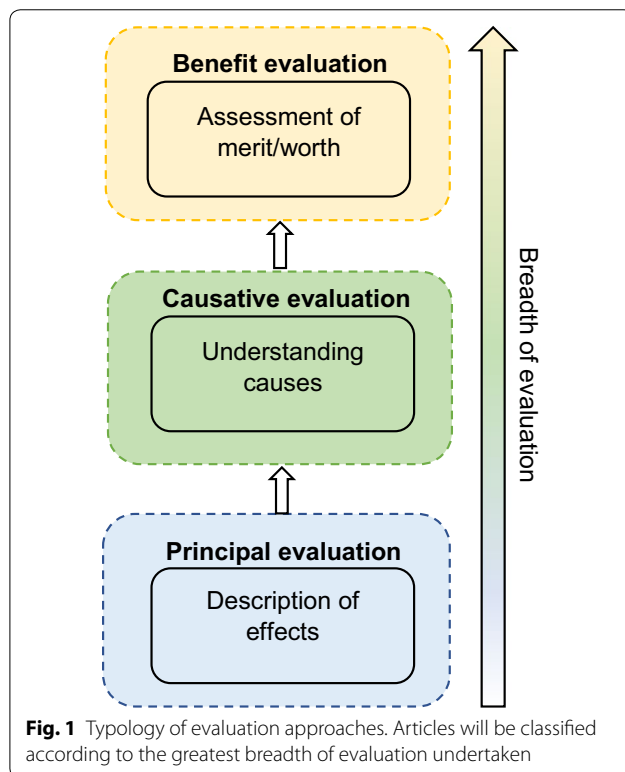 Benefit evaluation
Assessment of
merit/worth
Causative evaluation
Understanding
causes
Principal evaluation
Description of
effects
Breadth of evaluation
Fig. 1 Typology of evaluation approaches. Articles will be classified
according to the greatest breadth of evaluation undertaken